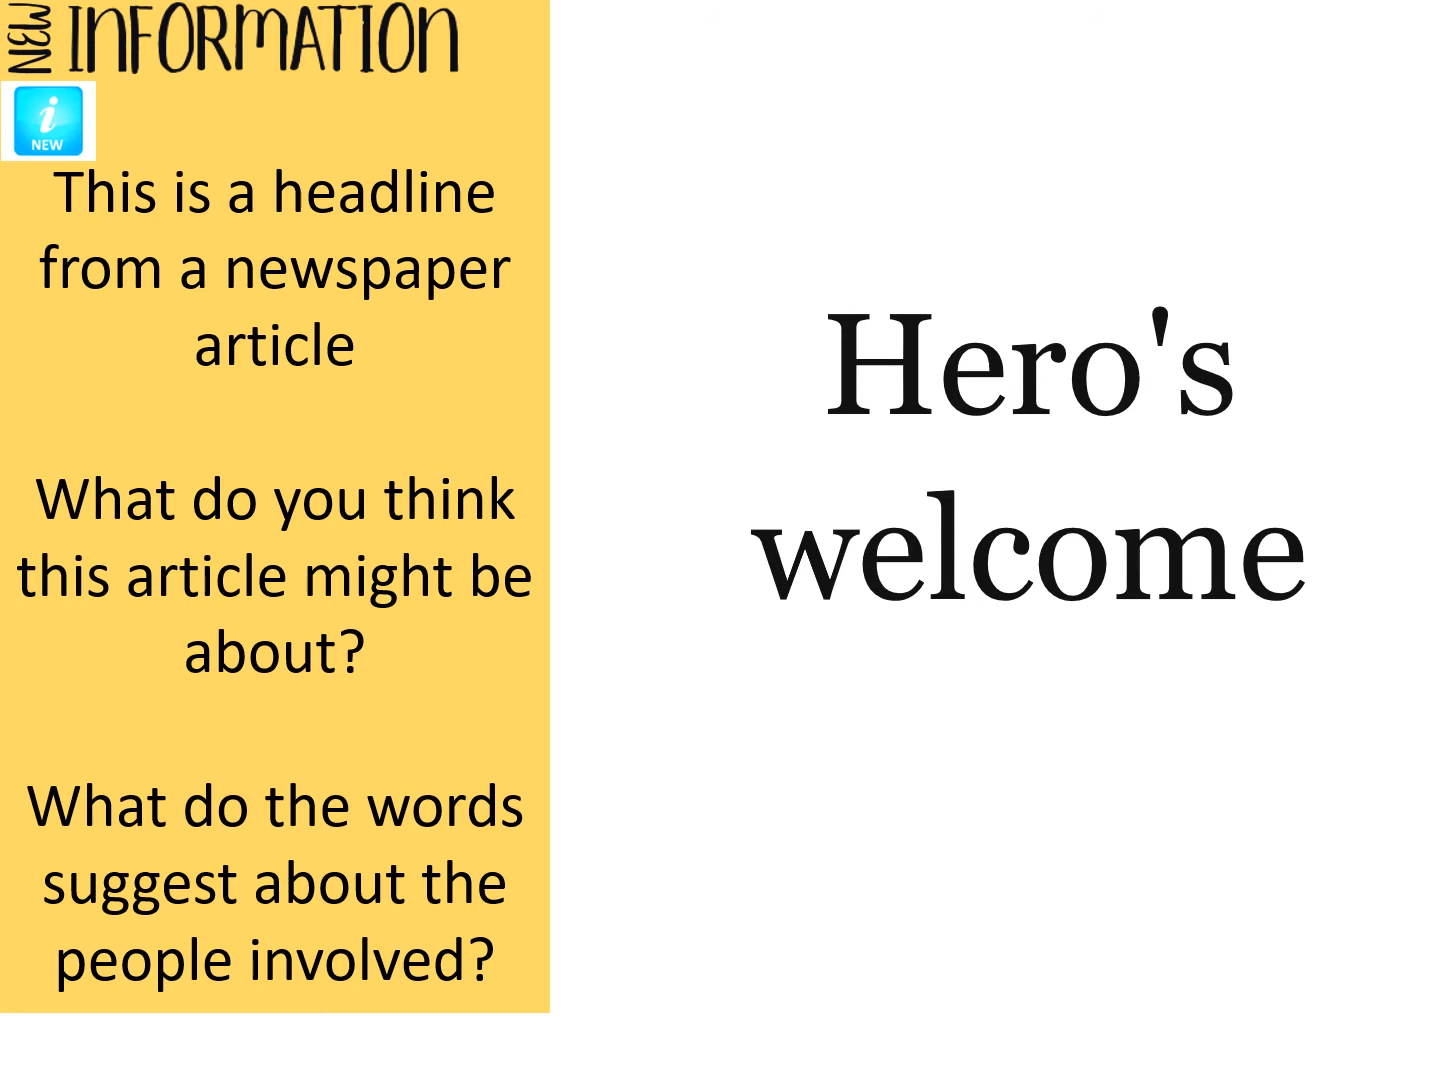 NEW INFORMATION
i
NEW
This is a headline
from a newspaper
article
What do you think
this article might be
about?
What do the words
suggest about the
people involved?
Hero's
welcome